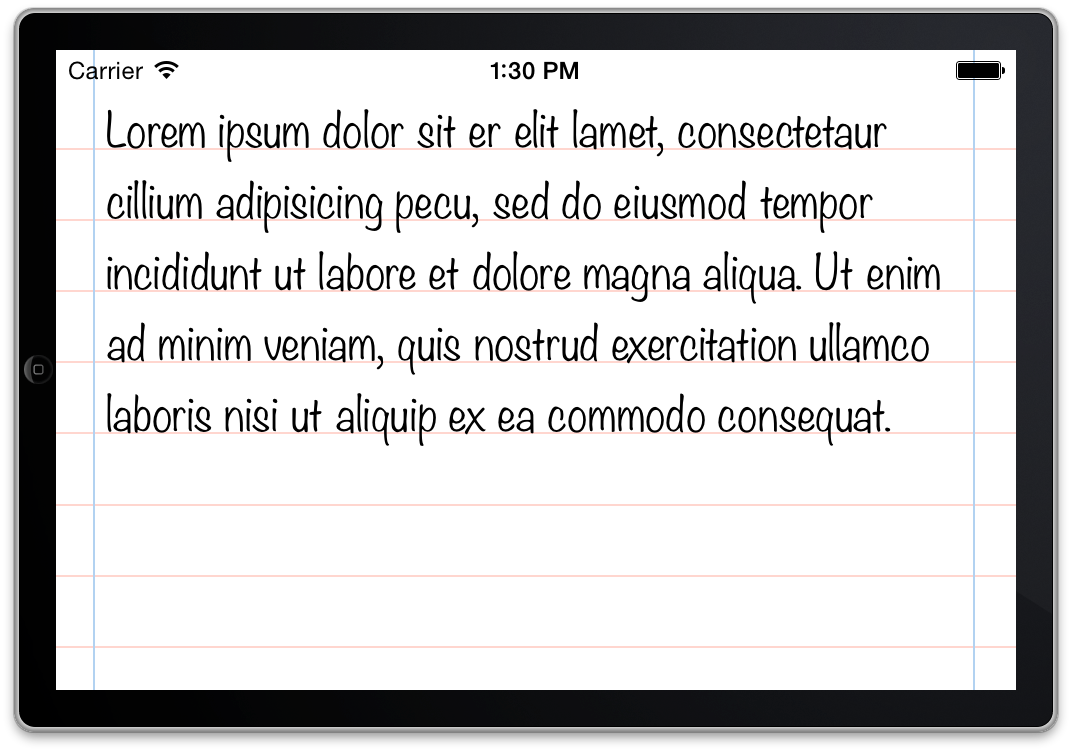 Carrier 1:30 PM
Lorem ipsum dolor sit er elit lamet, consectetaur
cillium adipisicing pecu, sed do eiusmod tempor
incididunt ut labore et dolore magna aliqua. Ut enim
ad minim veniam, quis nostrud exercitation ullamco
laboris nisi ut aliquip ex ea commodo consequat.